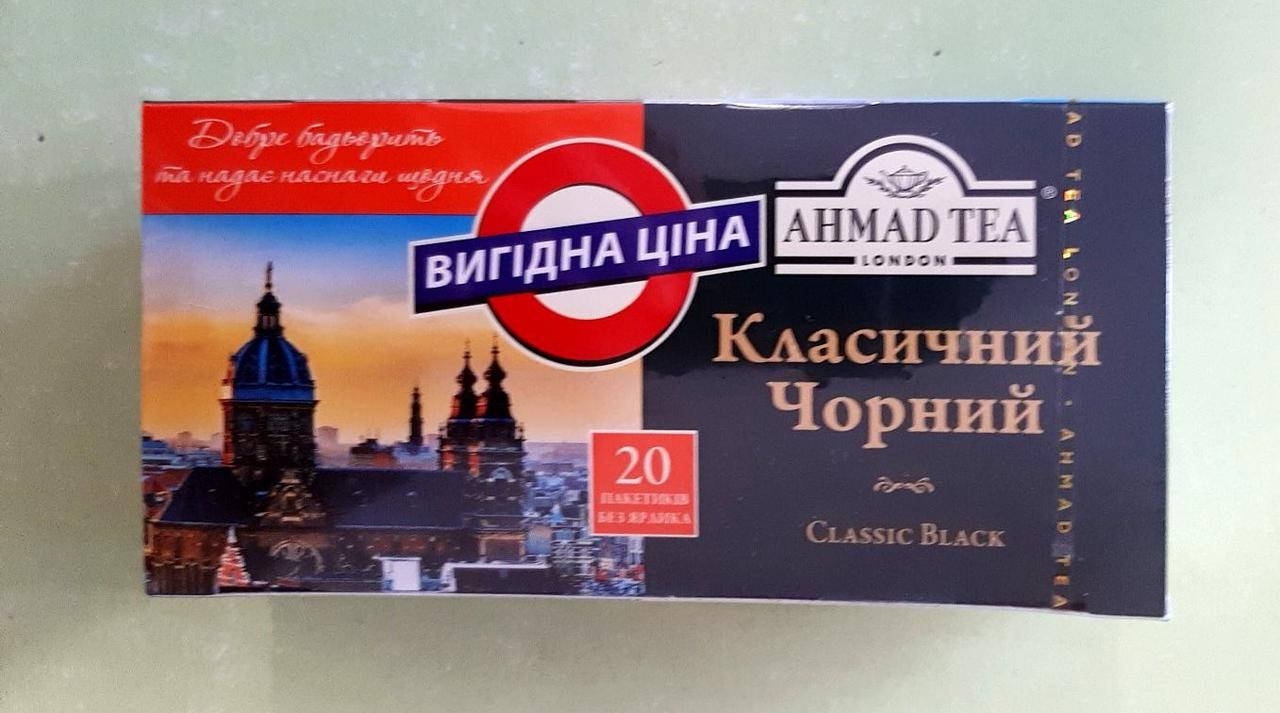 Добре бадьорить
та надає наснаги щодня
ВИГІДНА ЦІНА
AHMAD TEA
®
LONDON
Класичний
Чорний
20
ПАКЕТИКІВ
БЕЗ ЯРЛИКА
CLASSIC BLACK
AD TEA LONDON · AHMAD TEA